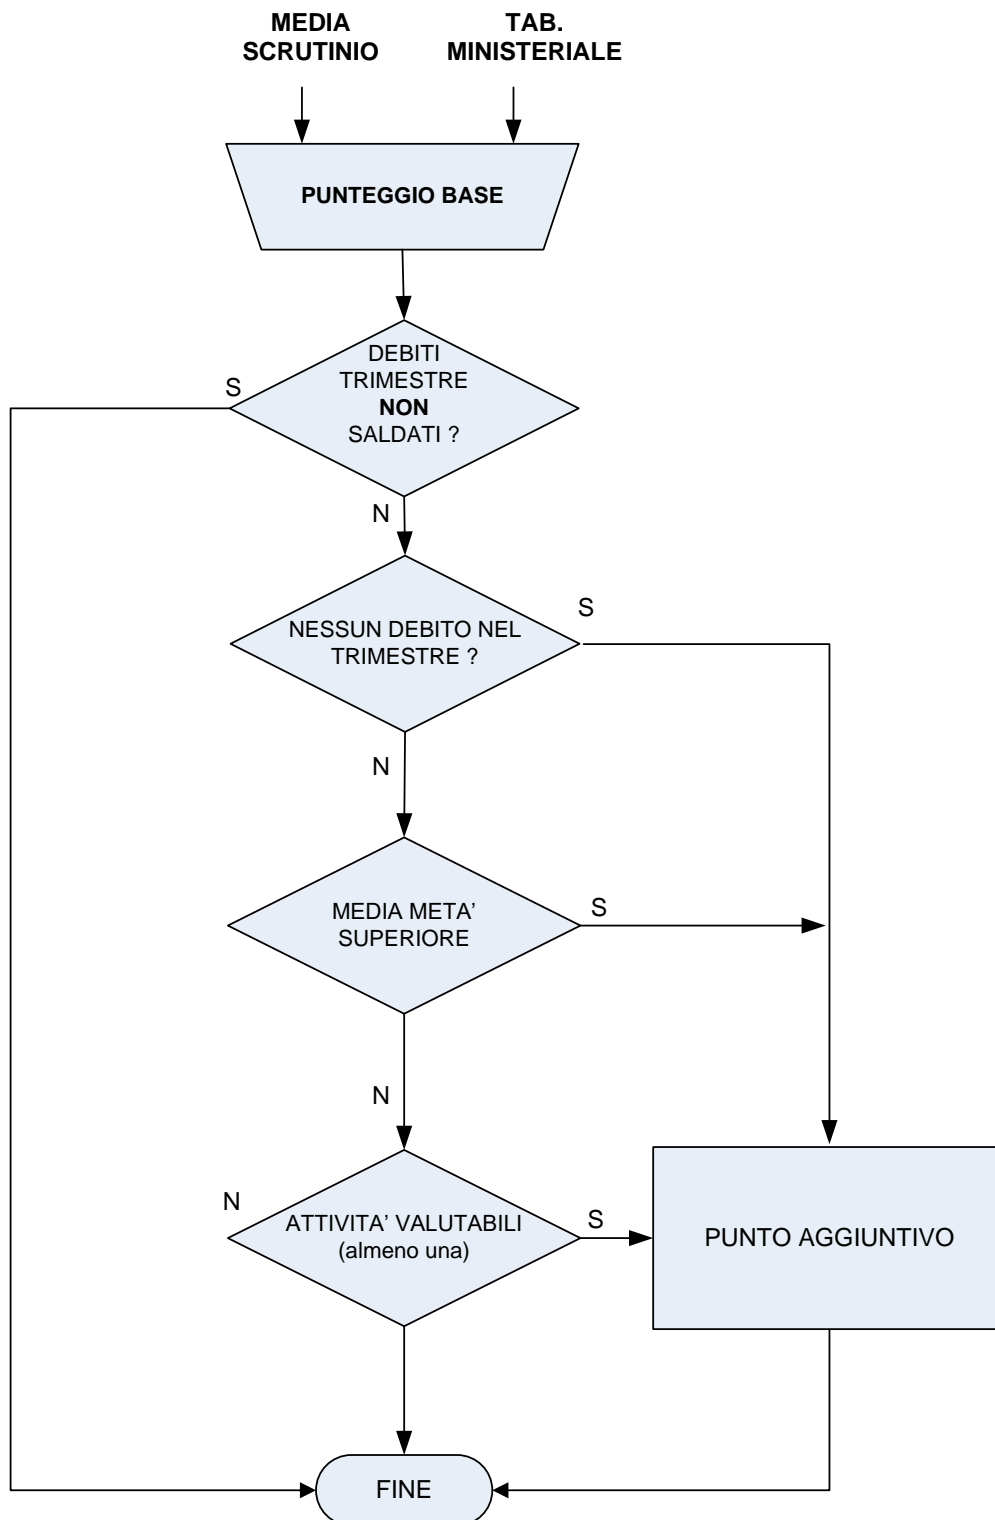 MEDIA
SCRUTINIO
TAB.
MINISTERIALE
PUNTEGGIO BASE
DEBITI
TRIMESTRE
NON
SALDATI ?
S
N
NESSUN DEBITO NEL
TRIMESTRE ?
S
N
MEDIA META’
SUPERIORE
S
N
N
ATTIVITA’ VALUTABILI
(almeno una)
S
PUNTO AGGIUNTIVO
FINE